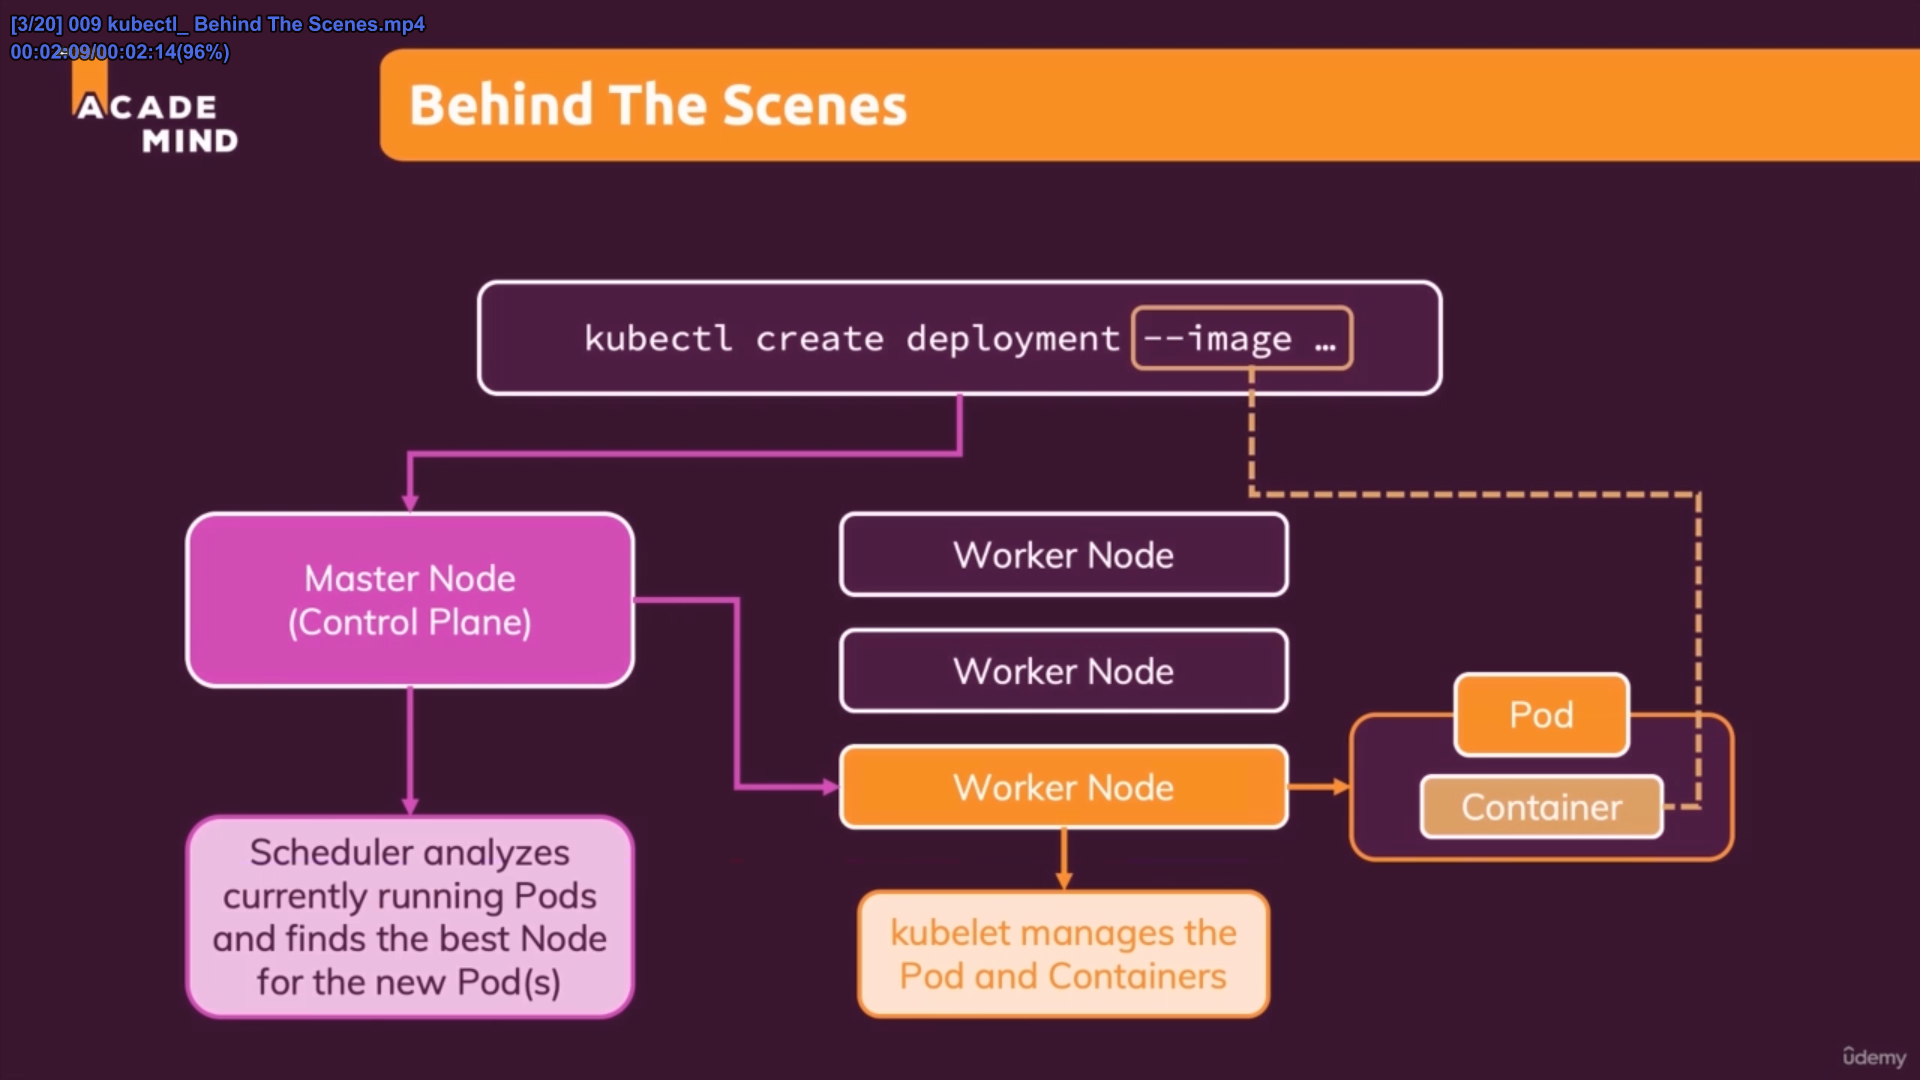 [3/20] 009 kubectl_ Behind The Scenes.mp4
00:02:09/00:02:14(96%)
ACADE
MIND
Behind The Scenes
kubectl create deployment --image …
Master Node
(Control Plane)
Worker Node
Worker Node
Worker Node
Pod
Container
Scheduler analyzes
currently running Pods
and finds the best Node
for the new Pod(s)
kubelet manages the
Pod and Containers
ûdemy